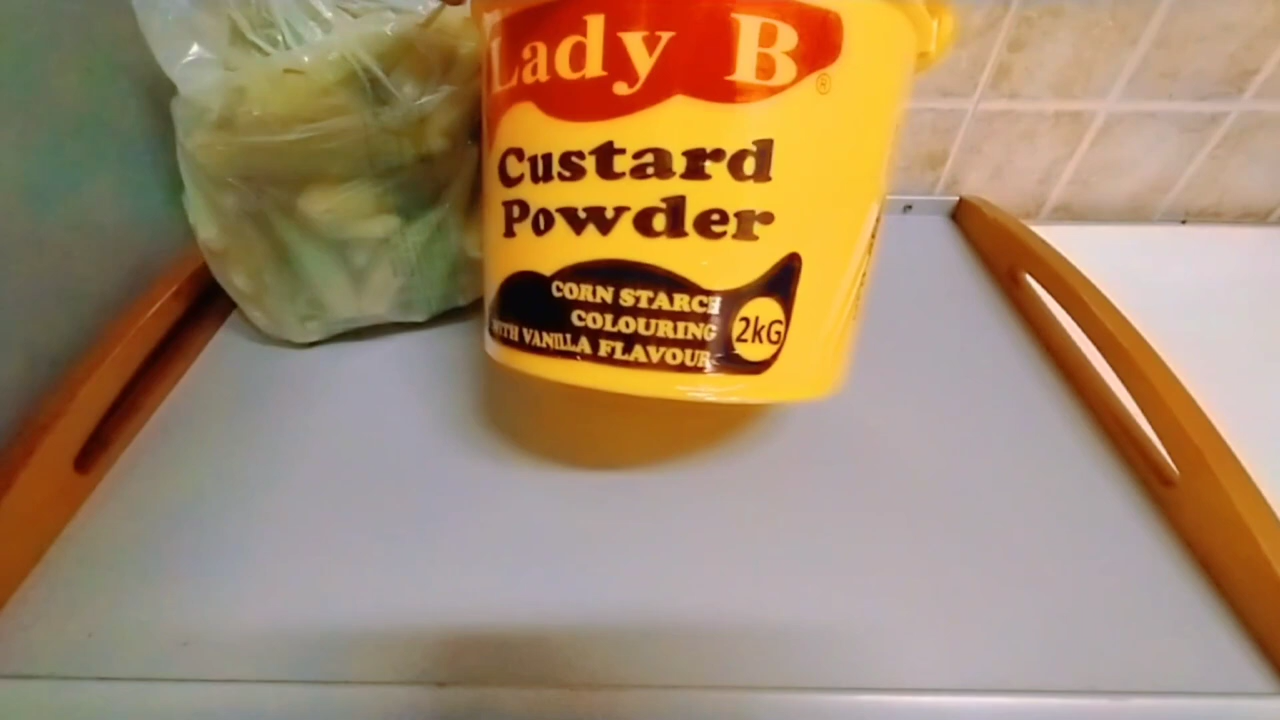 Lady B
®
Custard
Powder
CORN STARCH
COLOURING
WITH VANILLA FLAVOUR
2kG